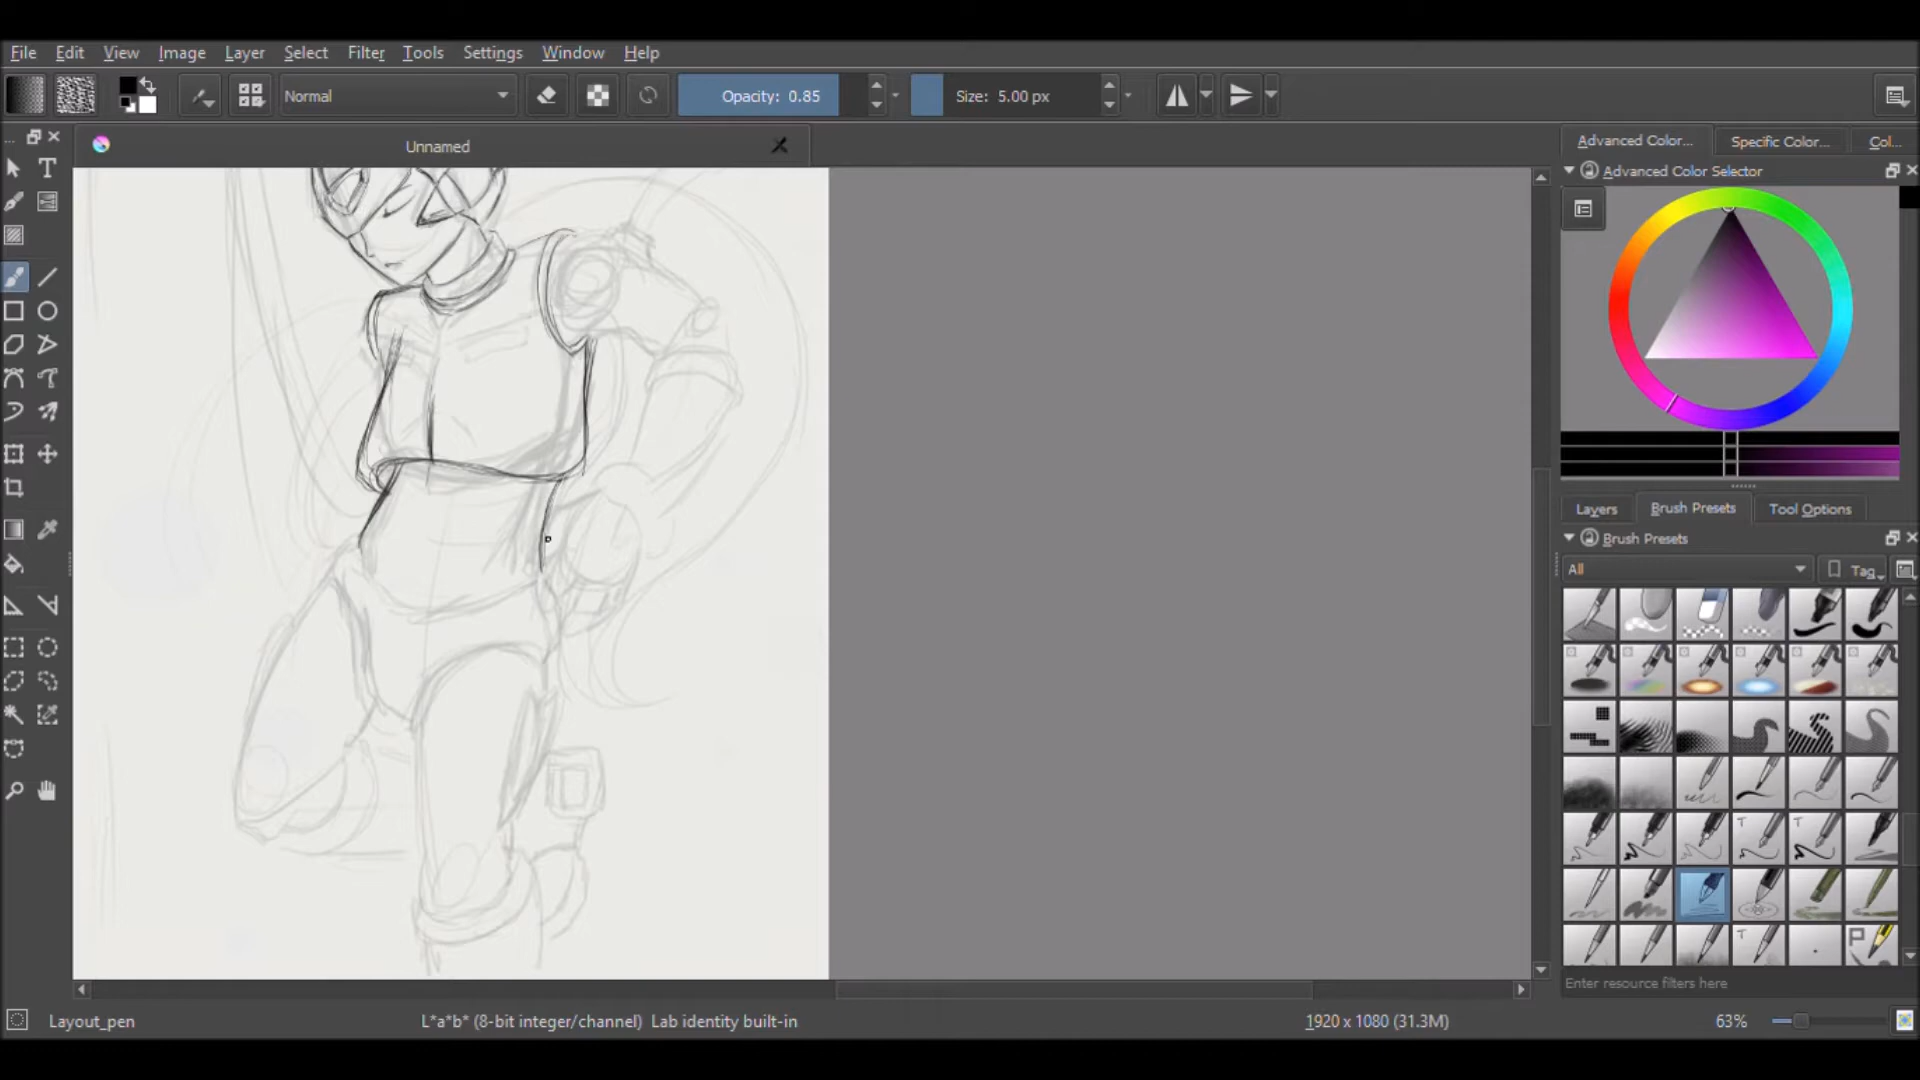 File Edit View Image Layer Select Filter Tools Settings Window Help
Normal Opacity: 0.85 Size: 5.00 px
Unnamed
Advanced Color... Specific Color... Col...
Advanced Color Selector
Layers Brush Presets Tool Options
Brush Presets
All Tag
Enter resource filters here
Layout_pen L*a*b* (8-bit integer/channel) Lab identity built-in 1920 x 1080 (31.3M) 63%